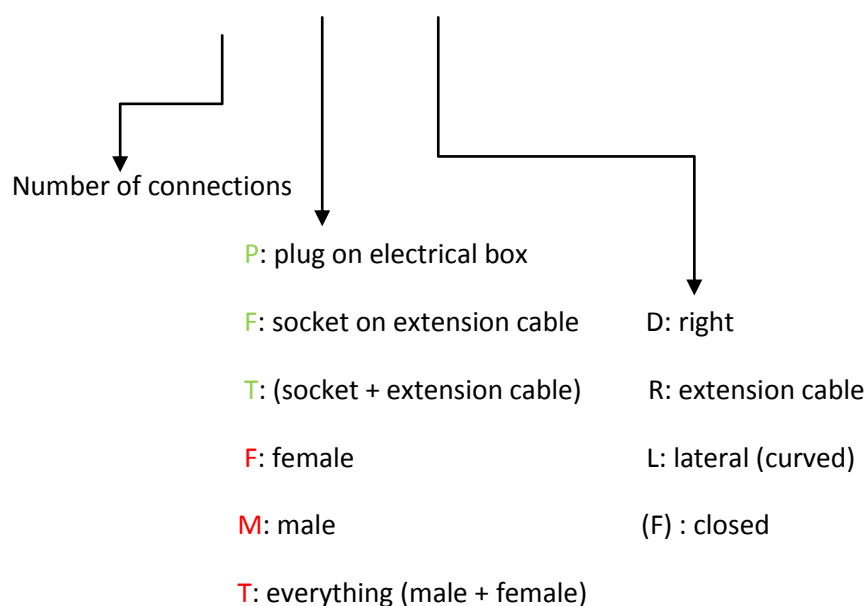 Number of connections
P: plug on electrical box
F: socket on extension cable D: right
T: (socket + extension cable) R: extension cable
F: female L: lateral (curved)
M: male (F) : closed
T: everything (male + female)